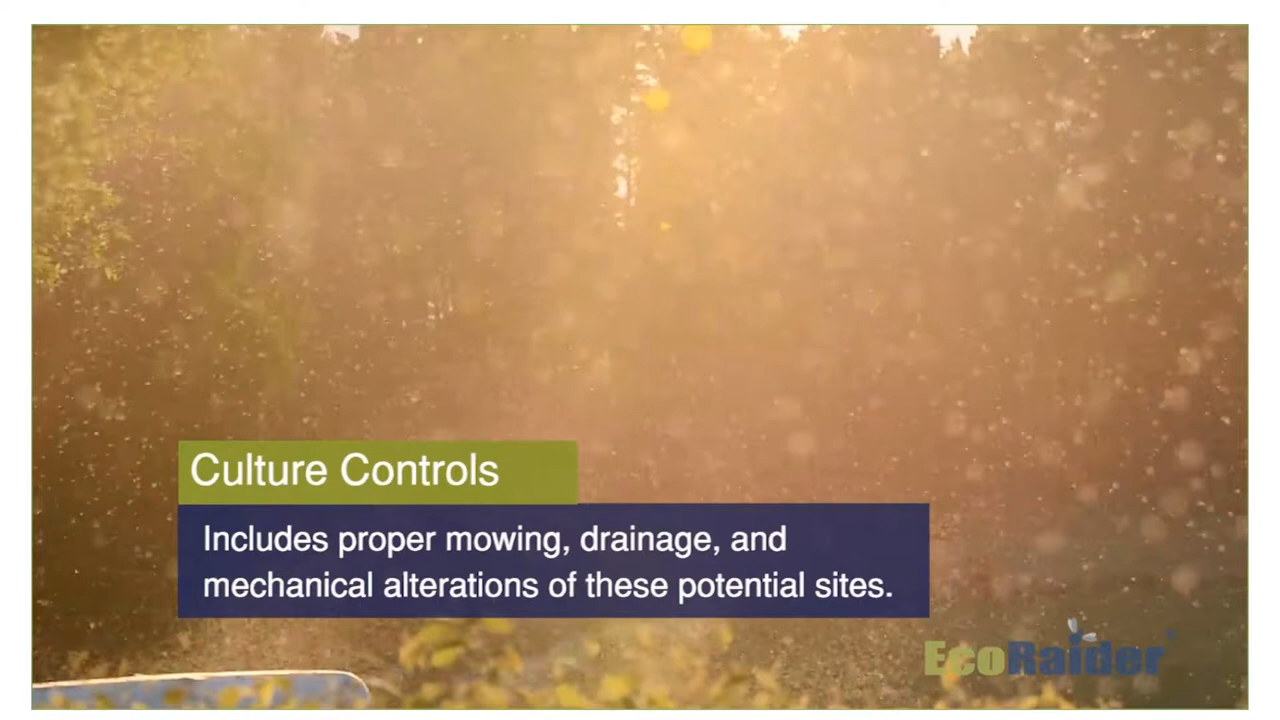 Culture Controls
Includes proper mowing, drainage, and
mechanical alterations of these potential sites.
EcoRaider